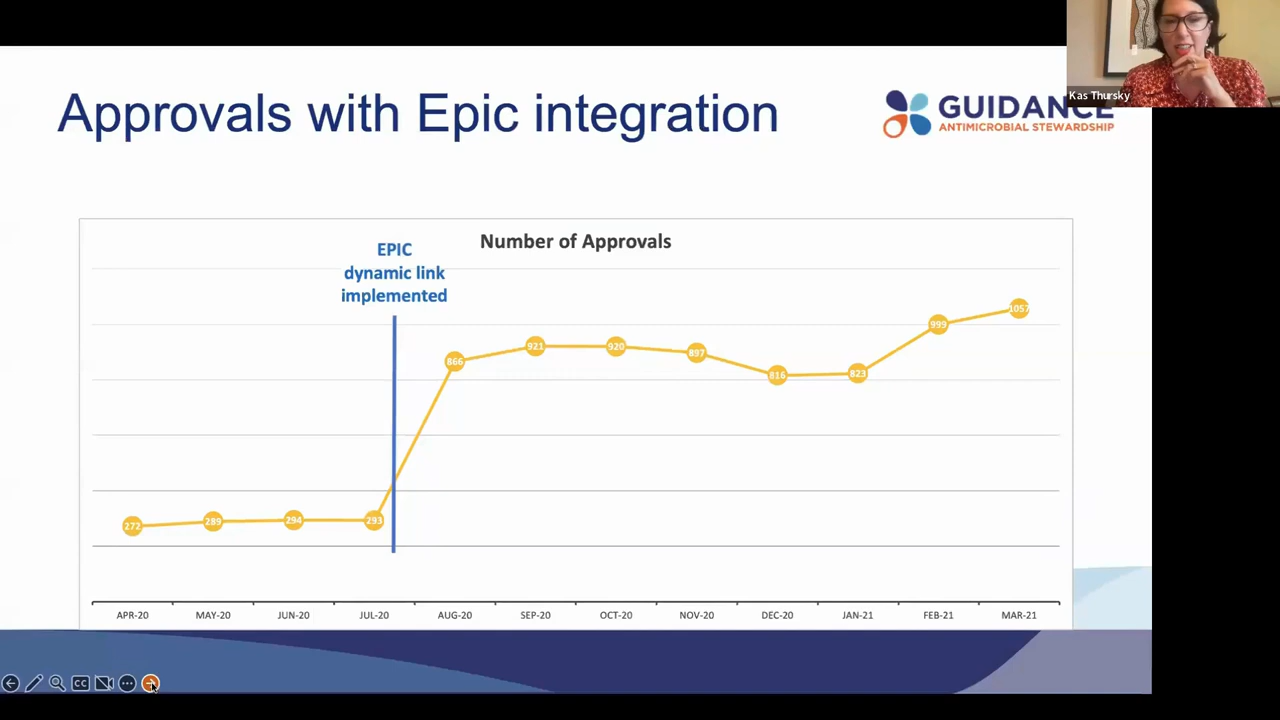 Approvals with Epic integration
GUIDANCE
ANTIMICROBIAL STEWARDSHIP
Kas Thursky
Number of Approvals
EPIC
dynamic link
implemented
272
289
294
293
866
921
920
897
816
823
999
1057
APR-20
MAY-20
JUN-20
JUL-20
AUG-20
SEP-20
OCT-20
NOV-20
DEC-20
JAN-21
FEB-21
MAR-21
CC